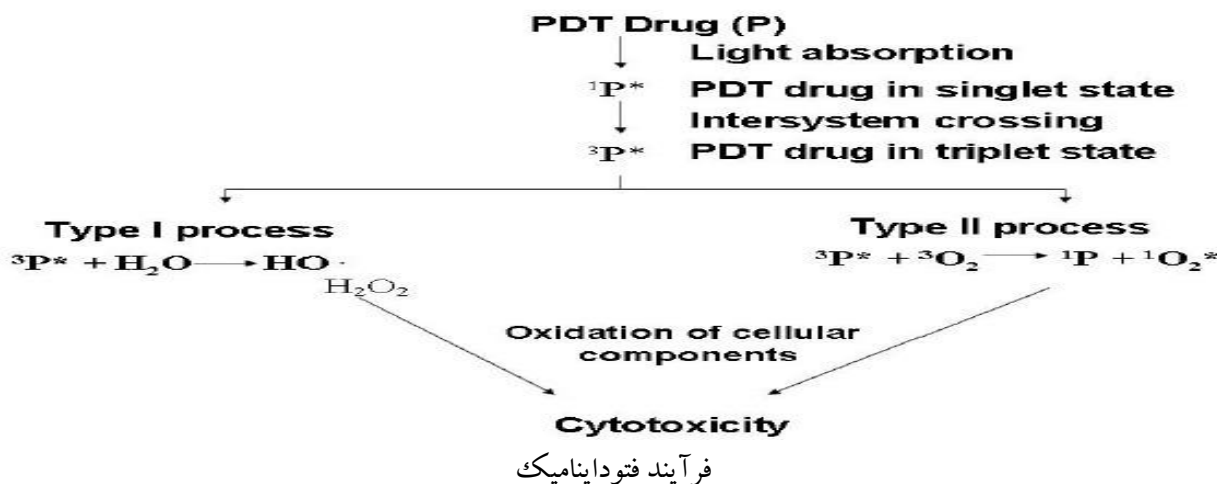 PDT Drug (P)
Light absorption
¹P* PDT drug in singlet state
Intersystem crossing
³P* PDT drug in triplet state
Type I process
³P* + H₂O → HO ·
H₂O₂
Type II process
³P* + ³O₂ → ¹P + ¹O₂*
Oxidation of cellular
components
Cytotoxicity
فرآیند فتوداینامیک